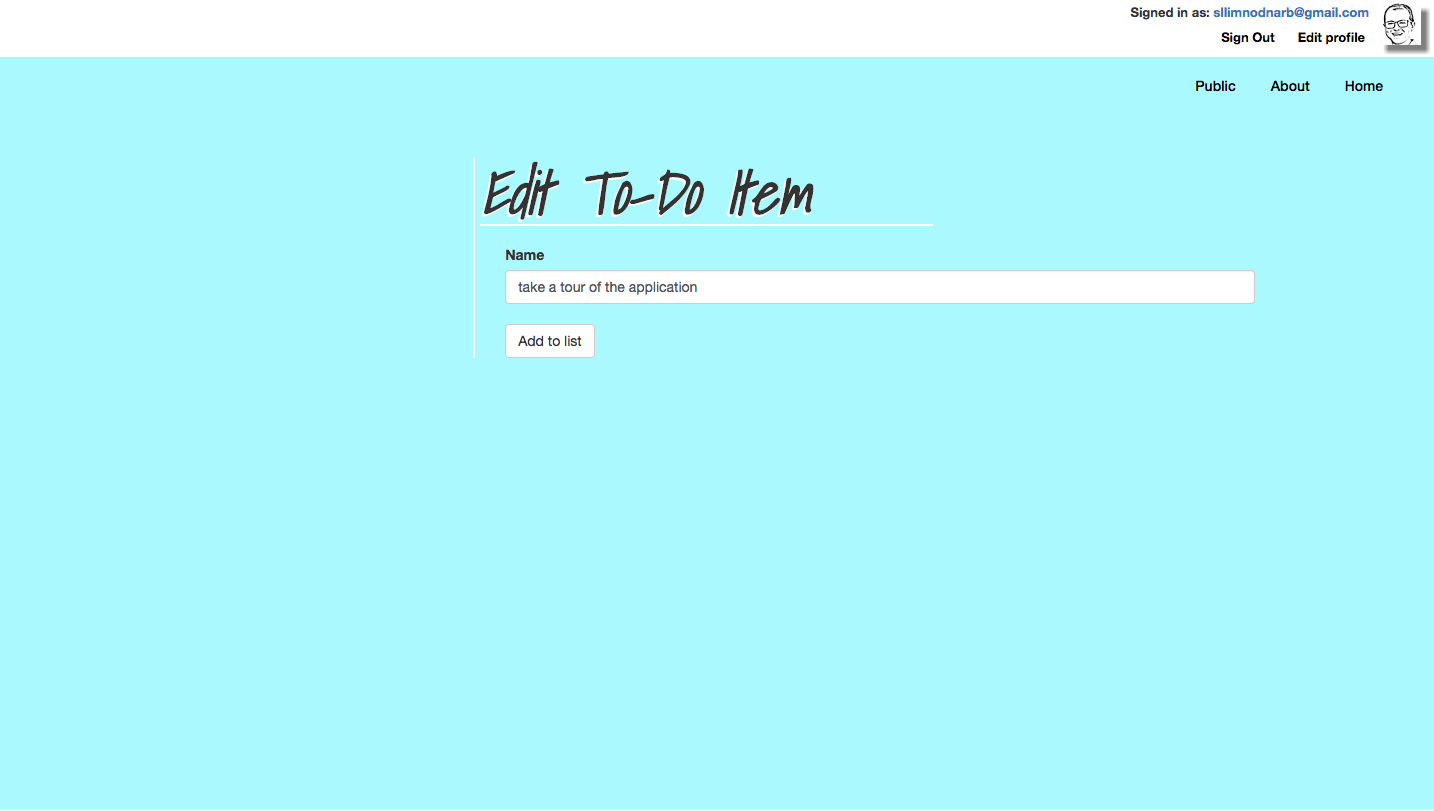 Signed in as: sllimnodnarb@gmail.com
Sign Out Edit profile
Public About Home
Edit To-Do Item
Name
take a tour of the application
Add to list